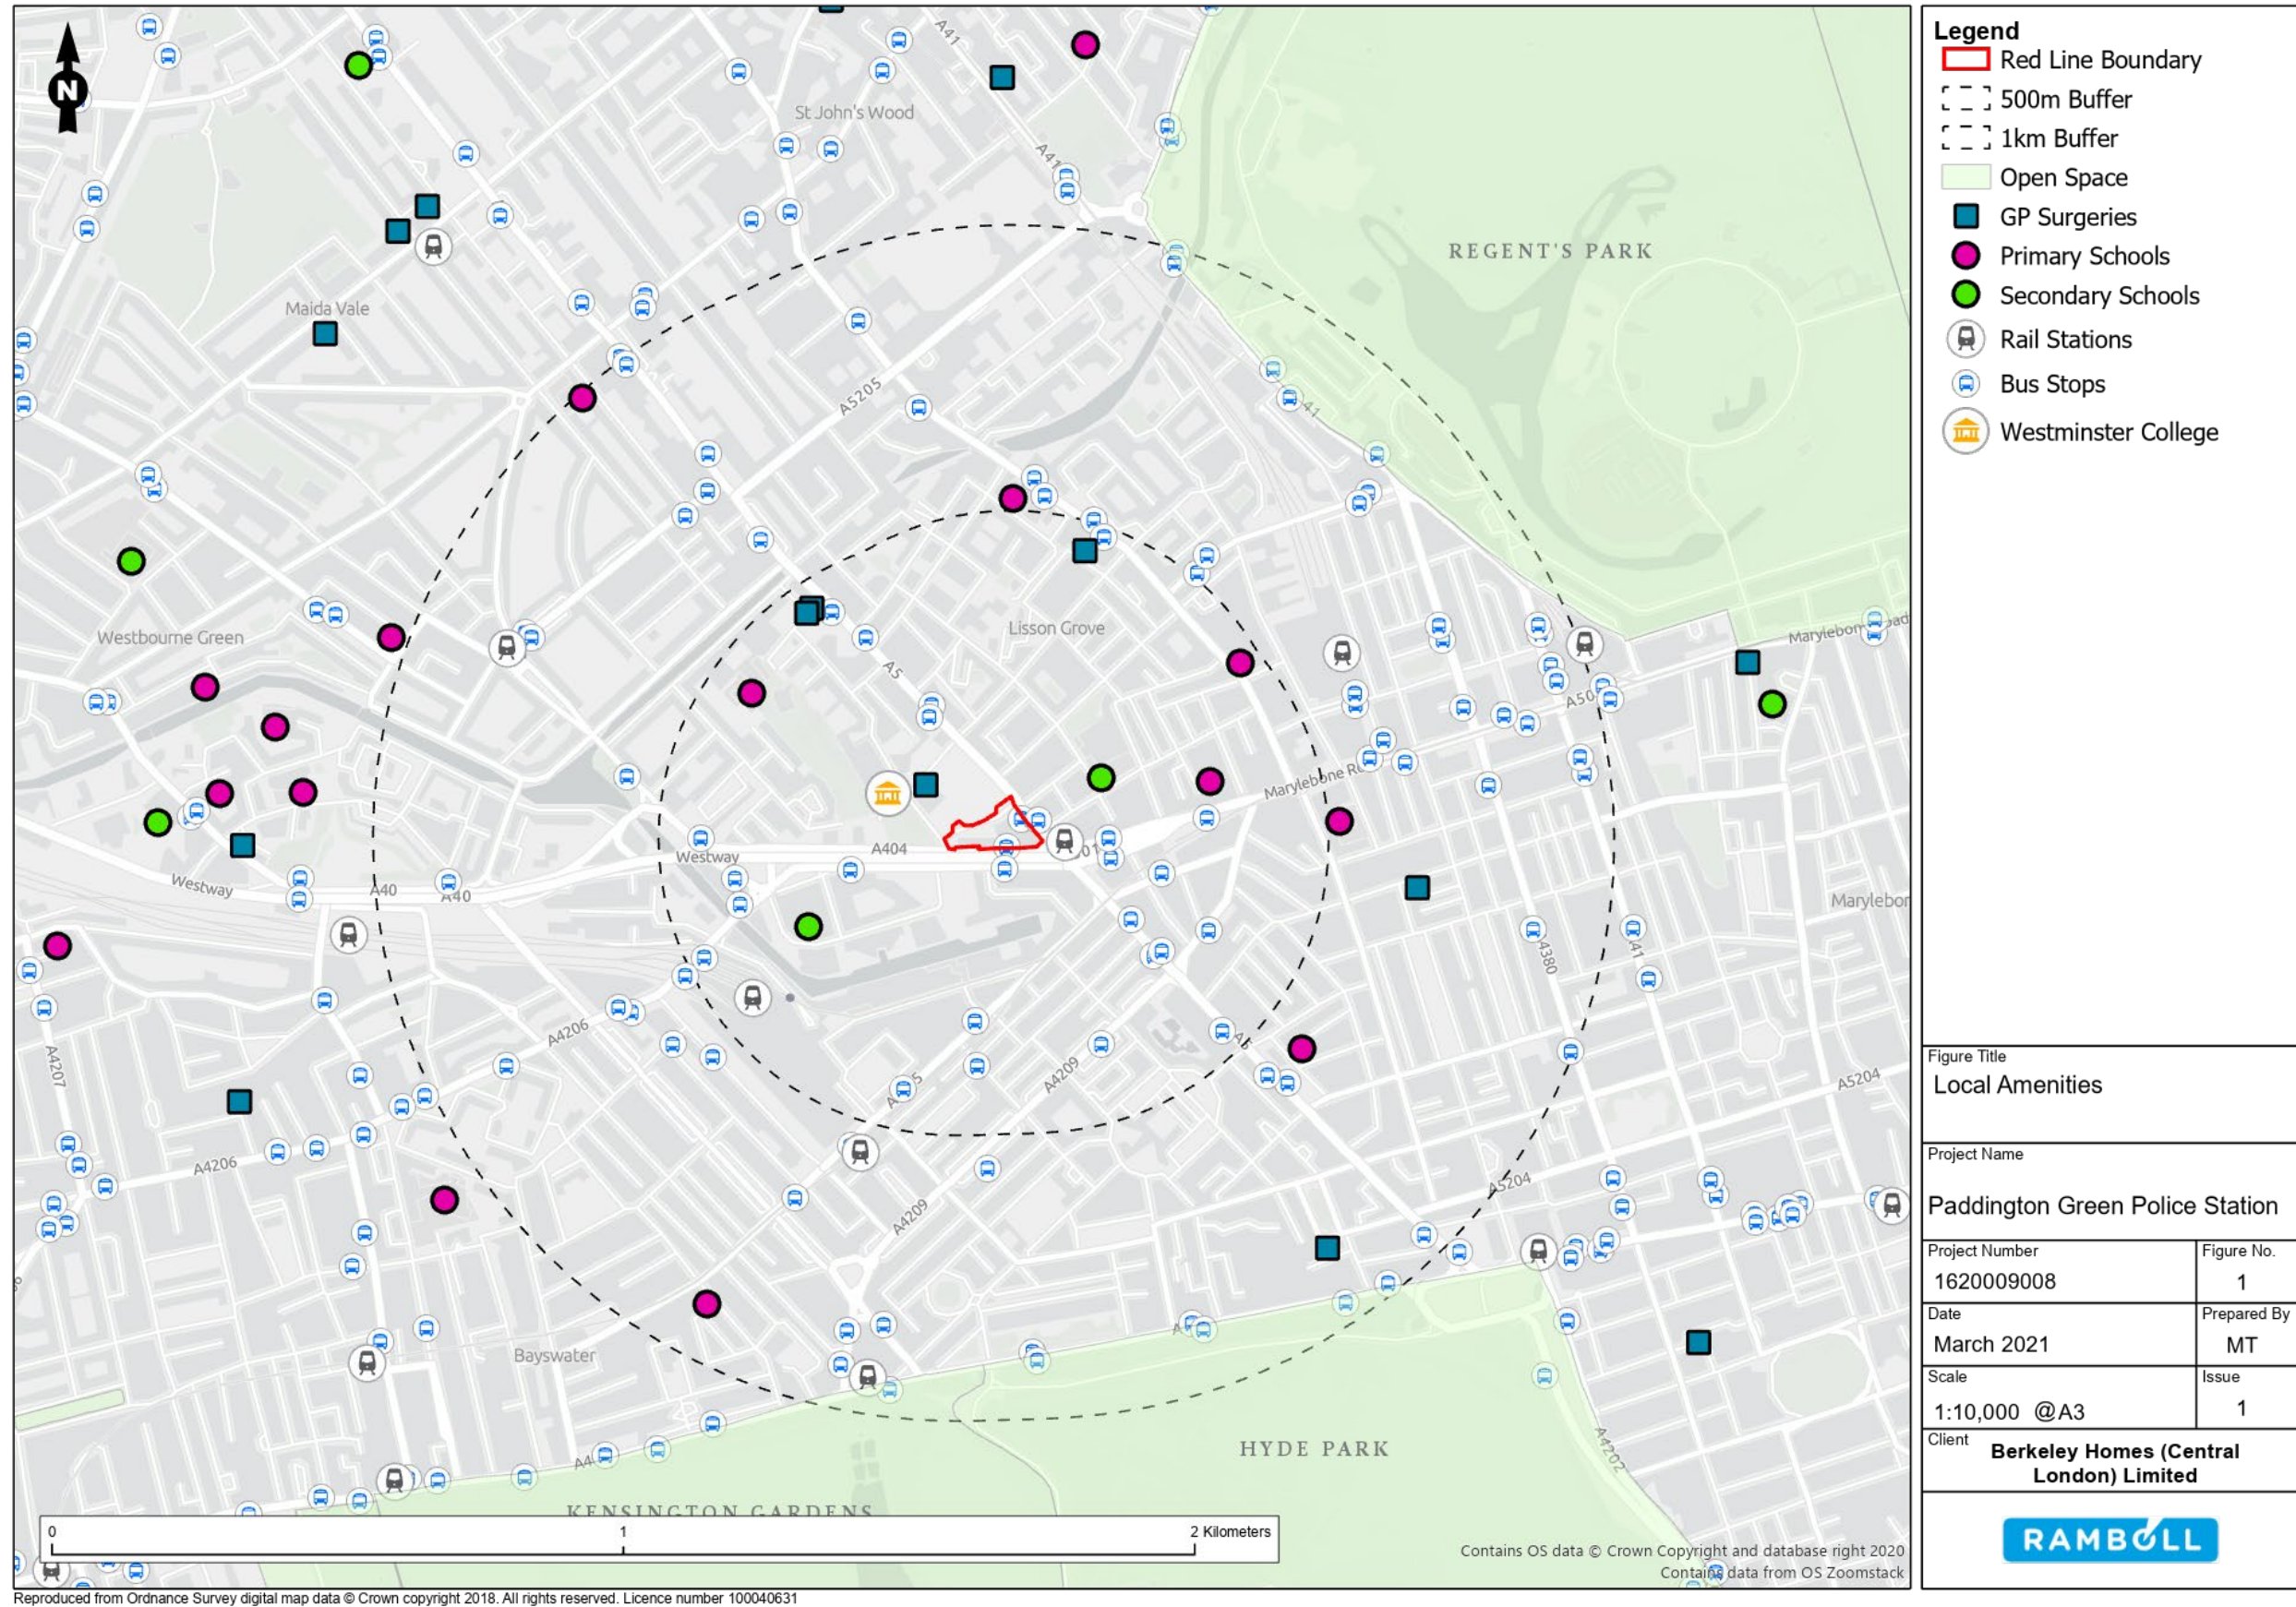 N
A41
St John's Wood
A41
REGENT'S PARK
Maida Vale
A5205
41
Lisson Grove
Westbourne Green
Marylebone Road
A5
A50
Marylebone Rd
A404
Westway
01
Westway
A40
A40
Marylebon
A380
A41
A4206
A5
A4207
A4209
A5204
A4206
A5204
A4209
Bayswater
HYDE PARK
A4202
A4
KENSINGTON GARDENS
0 1 2 Kilometers
Contains OS data © Crown Copyright and database right 2020
Contains data from OS Zoomstack
Reproduced from Ordnance Survey digital map data © Crown copyright 2018. All rights reserved. Licence number 100040631
Legend
Red Line Boundary
500m Buffer
1km Buffer
Open Space
GP Surgeries
Primary Schools
Secondary Schools
Rail Stations
Bus Stops
Westminster College
Figure Title
Local Amenities
Project Name
Paddington Green Police Station
Project Number
1620009008
Figure No.
1
Date
March 2021
Prepared By
MT
Scale
1:10,000 @A3
Issue
1
Client
Berkeley Homes (Central
London) Limited
RAMBOLL